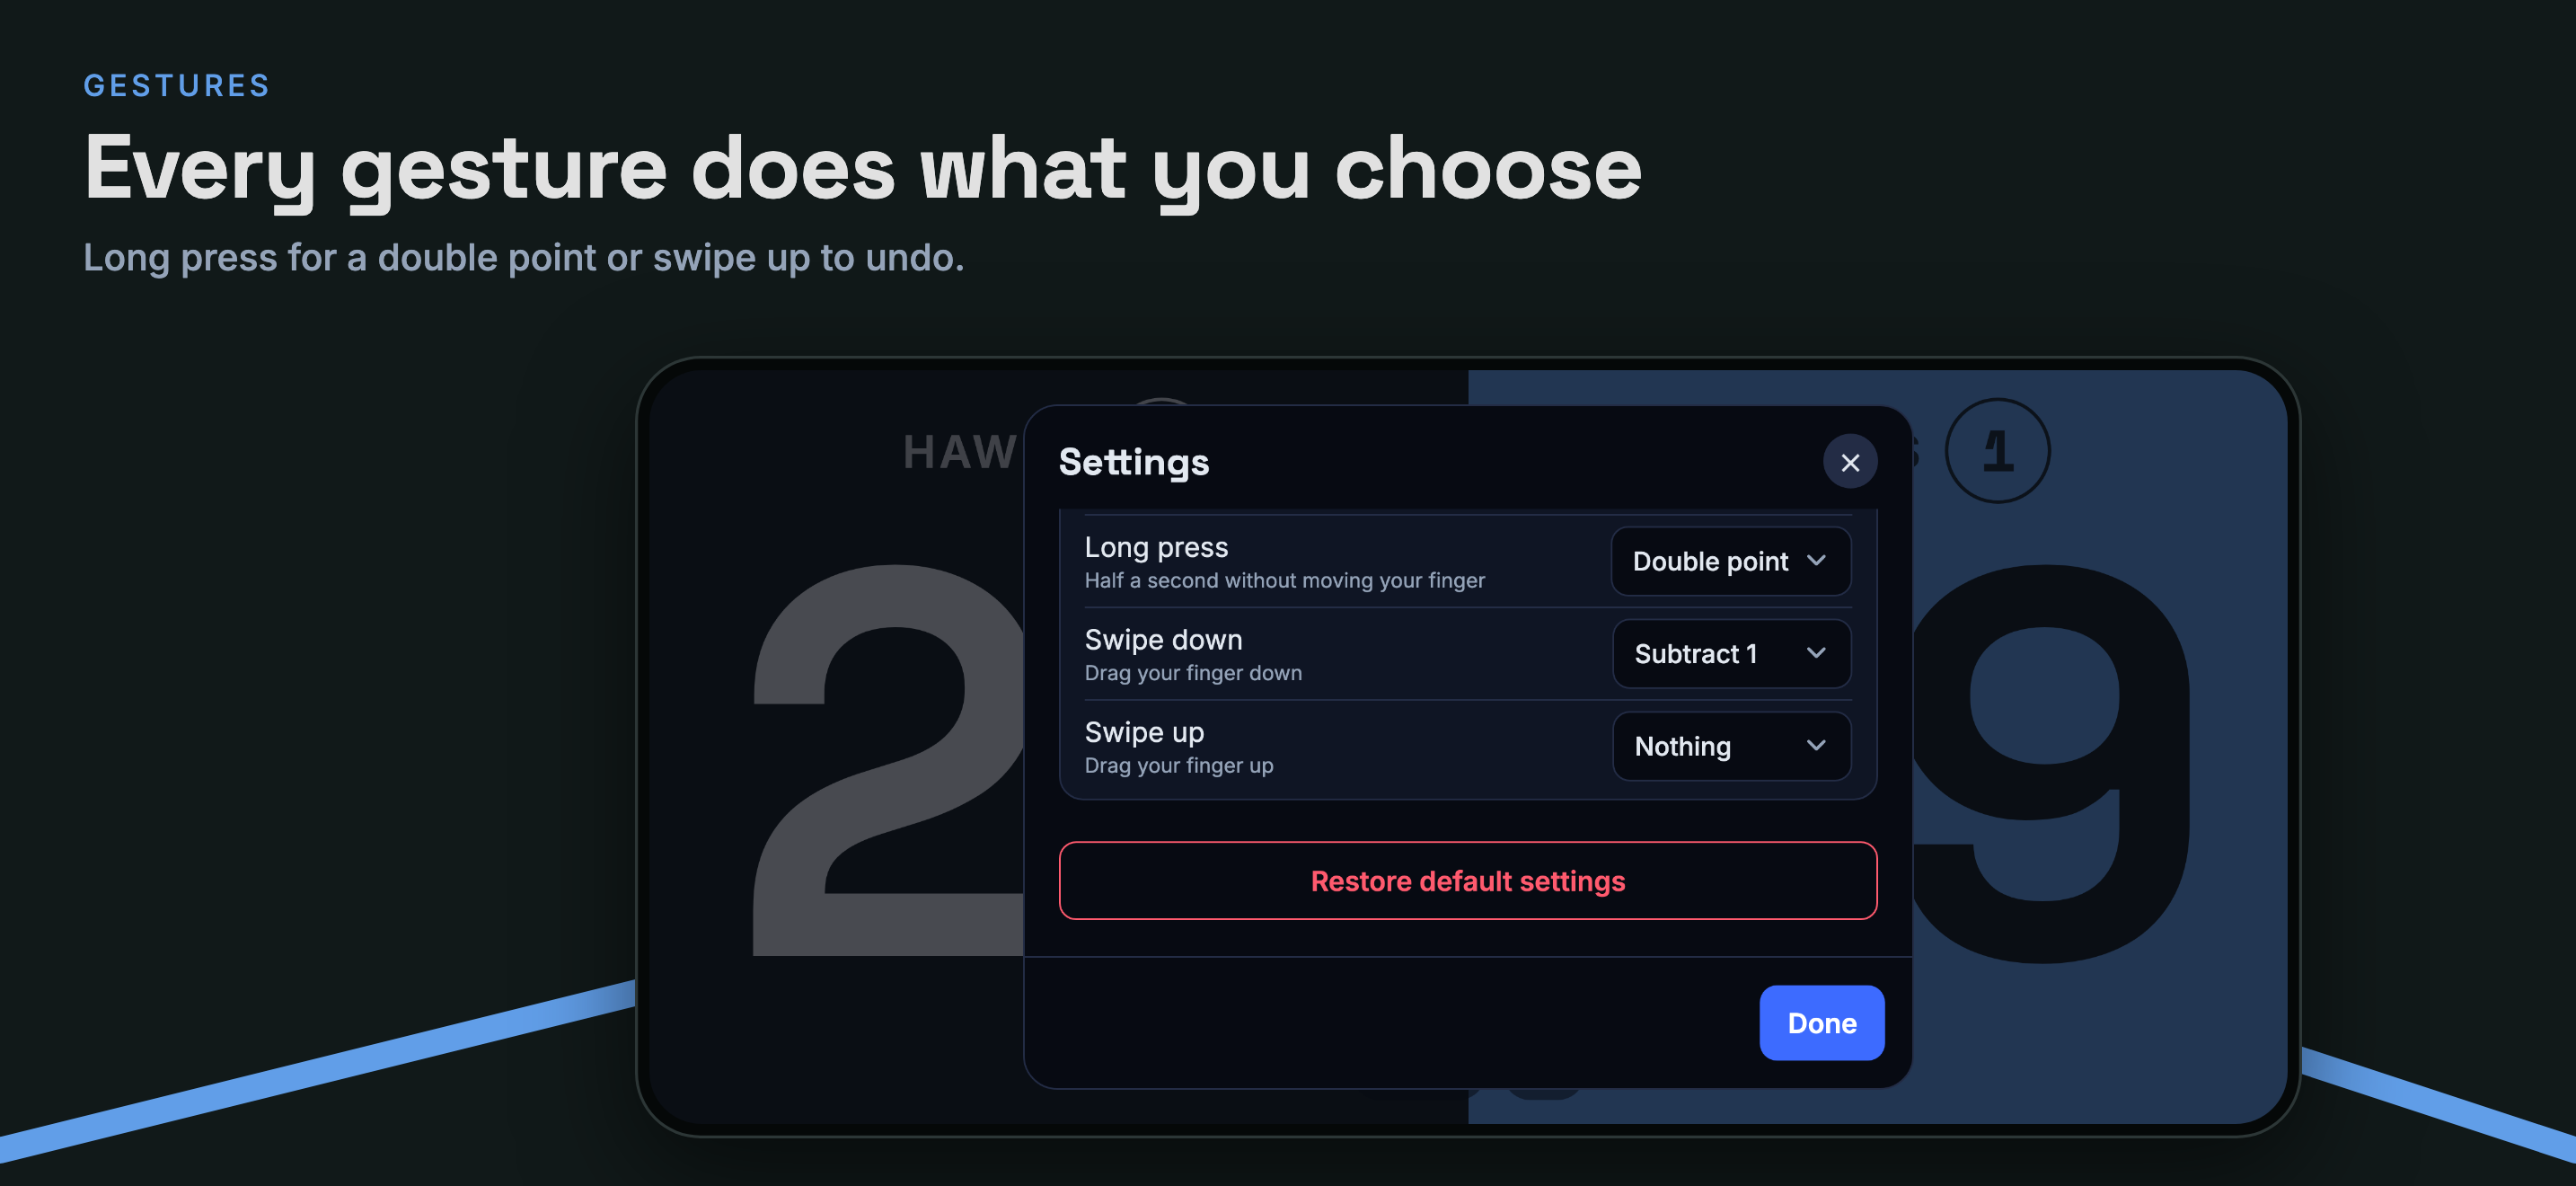 GESTURES
Every gesture does what you choose
Long press for a double point or swipe up to undo.
HAW
1
2
9
Settings
Long press
Half a second without moving your finger
Double point
Swipe down
Drag your finger down
Subtract 1
Swipe up
Drag your finger up
Nothing
Restore default settings
Done